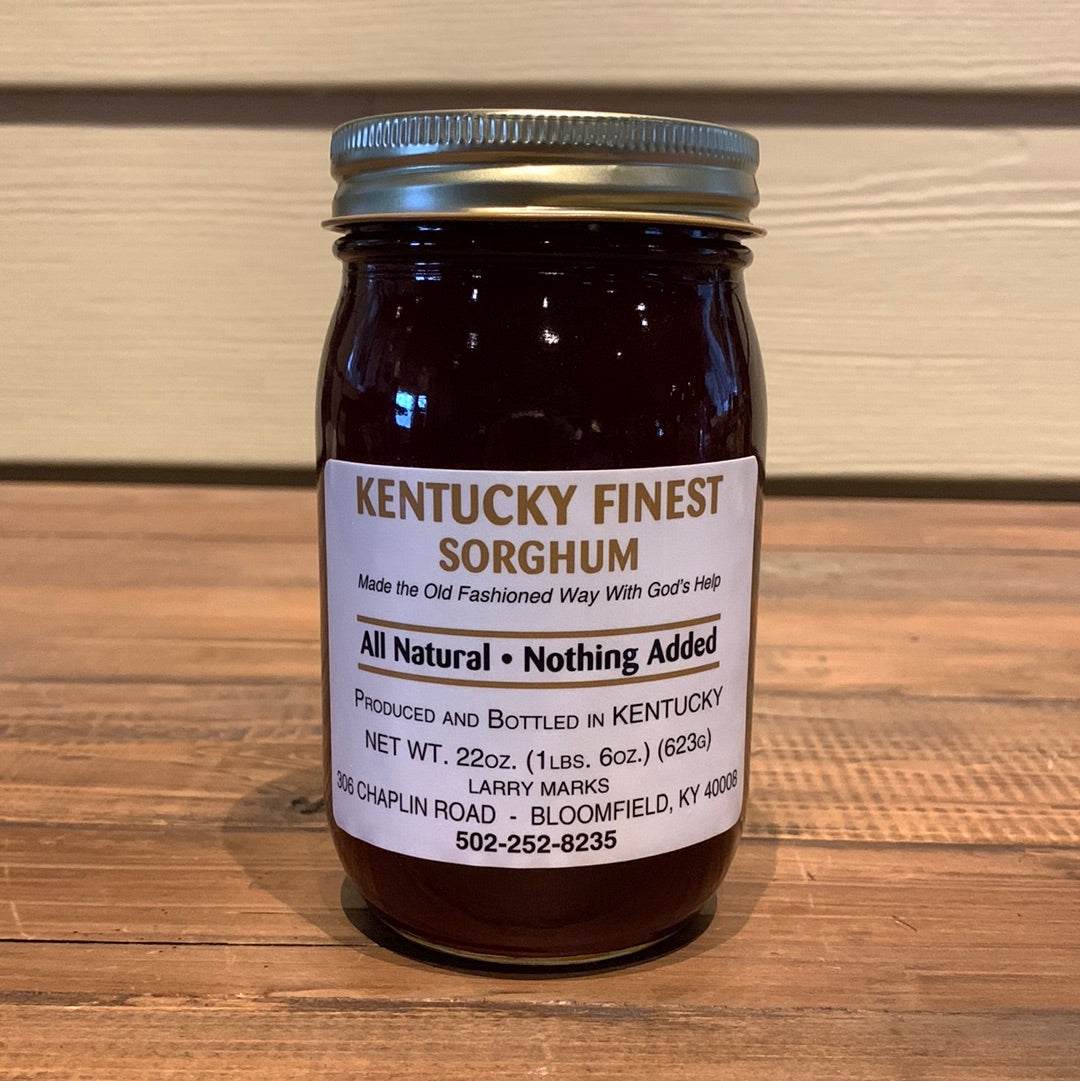 KENTUCKY FINEST
SORGHUM
Made the Old Fashioned Way With God's Help
All Natural • Nothing Added
PRODUCED AND BOTTLED IN KENTUCKY
NET WT. 22OZ. (1LBS. 6OZ.) (623G)
LARRY MARKS
306 CHAPLIN ROAD - BLOOMFIELD, KY 40008
502-252-8235